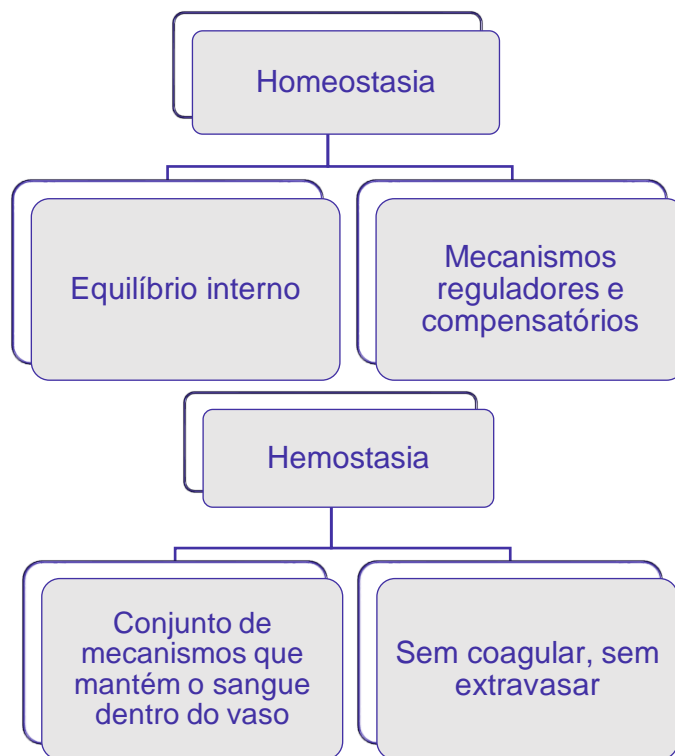 Homeostasia
Equilíbrio interno
Mecanismos
reguladores e
compensatórios
Hemostasia
Conjunto de
mecanismos que
mantém o sangue
dentro do vaso
Sem coagular, sem
extravasar